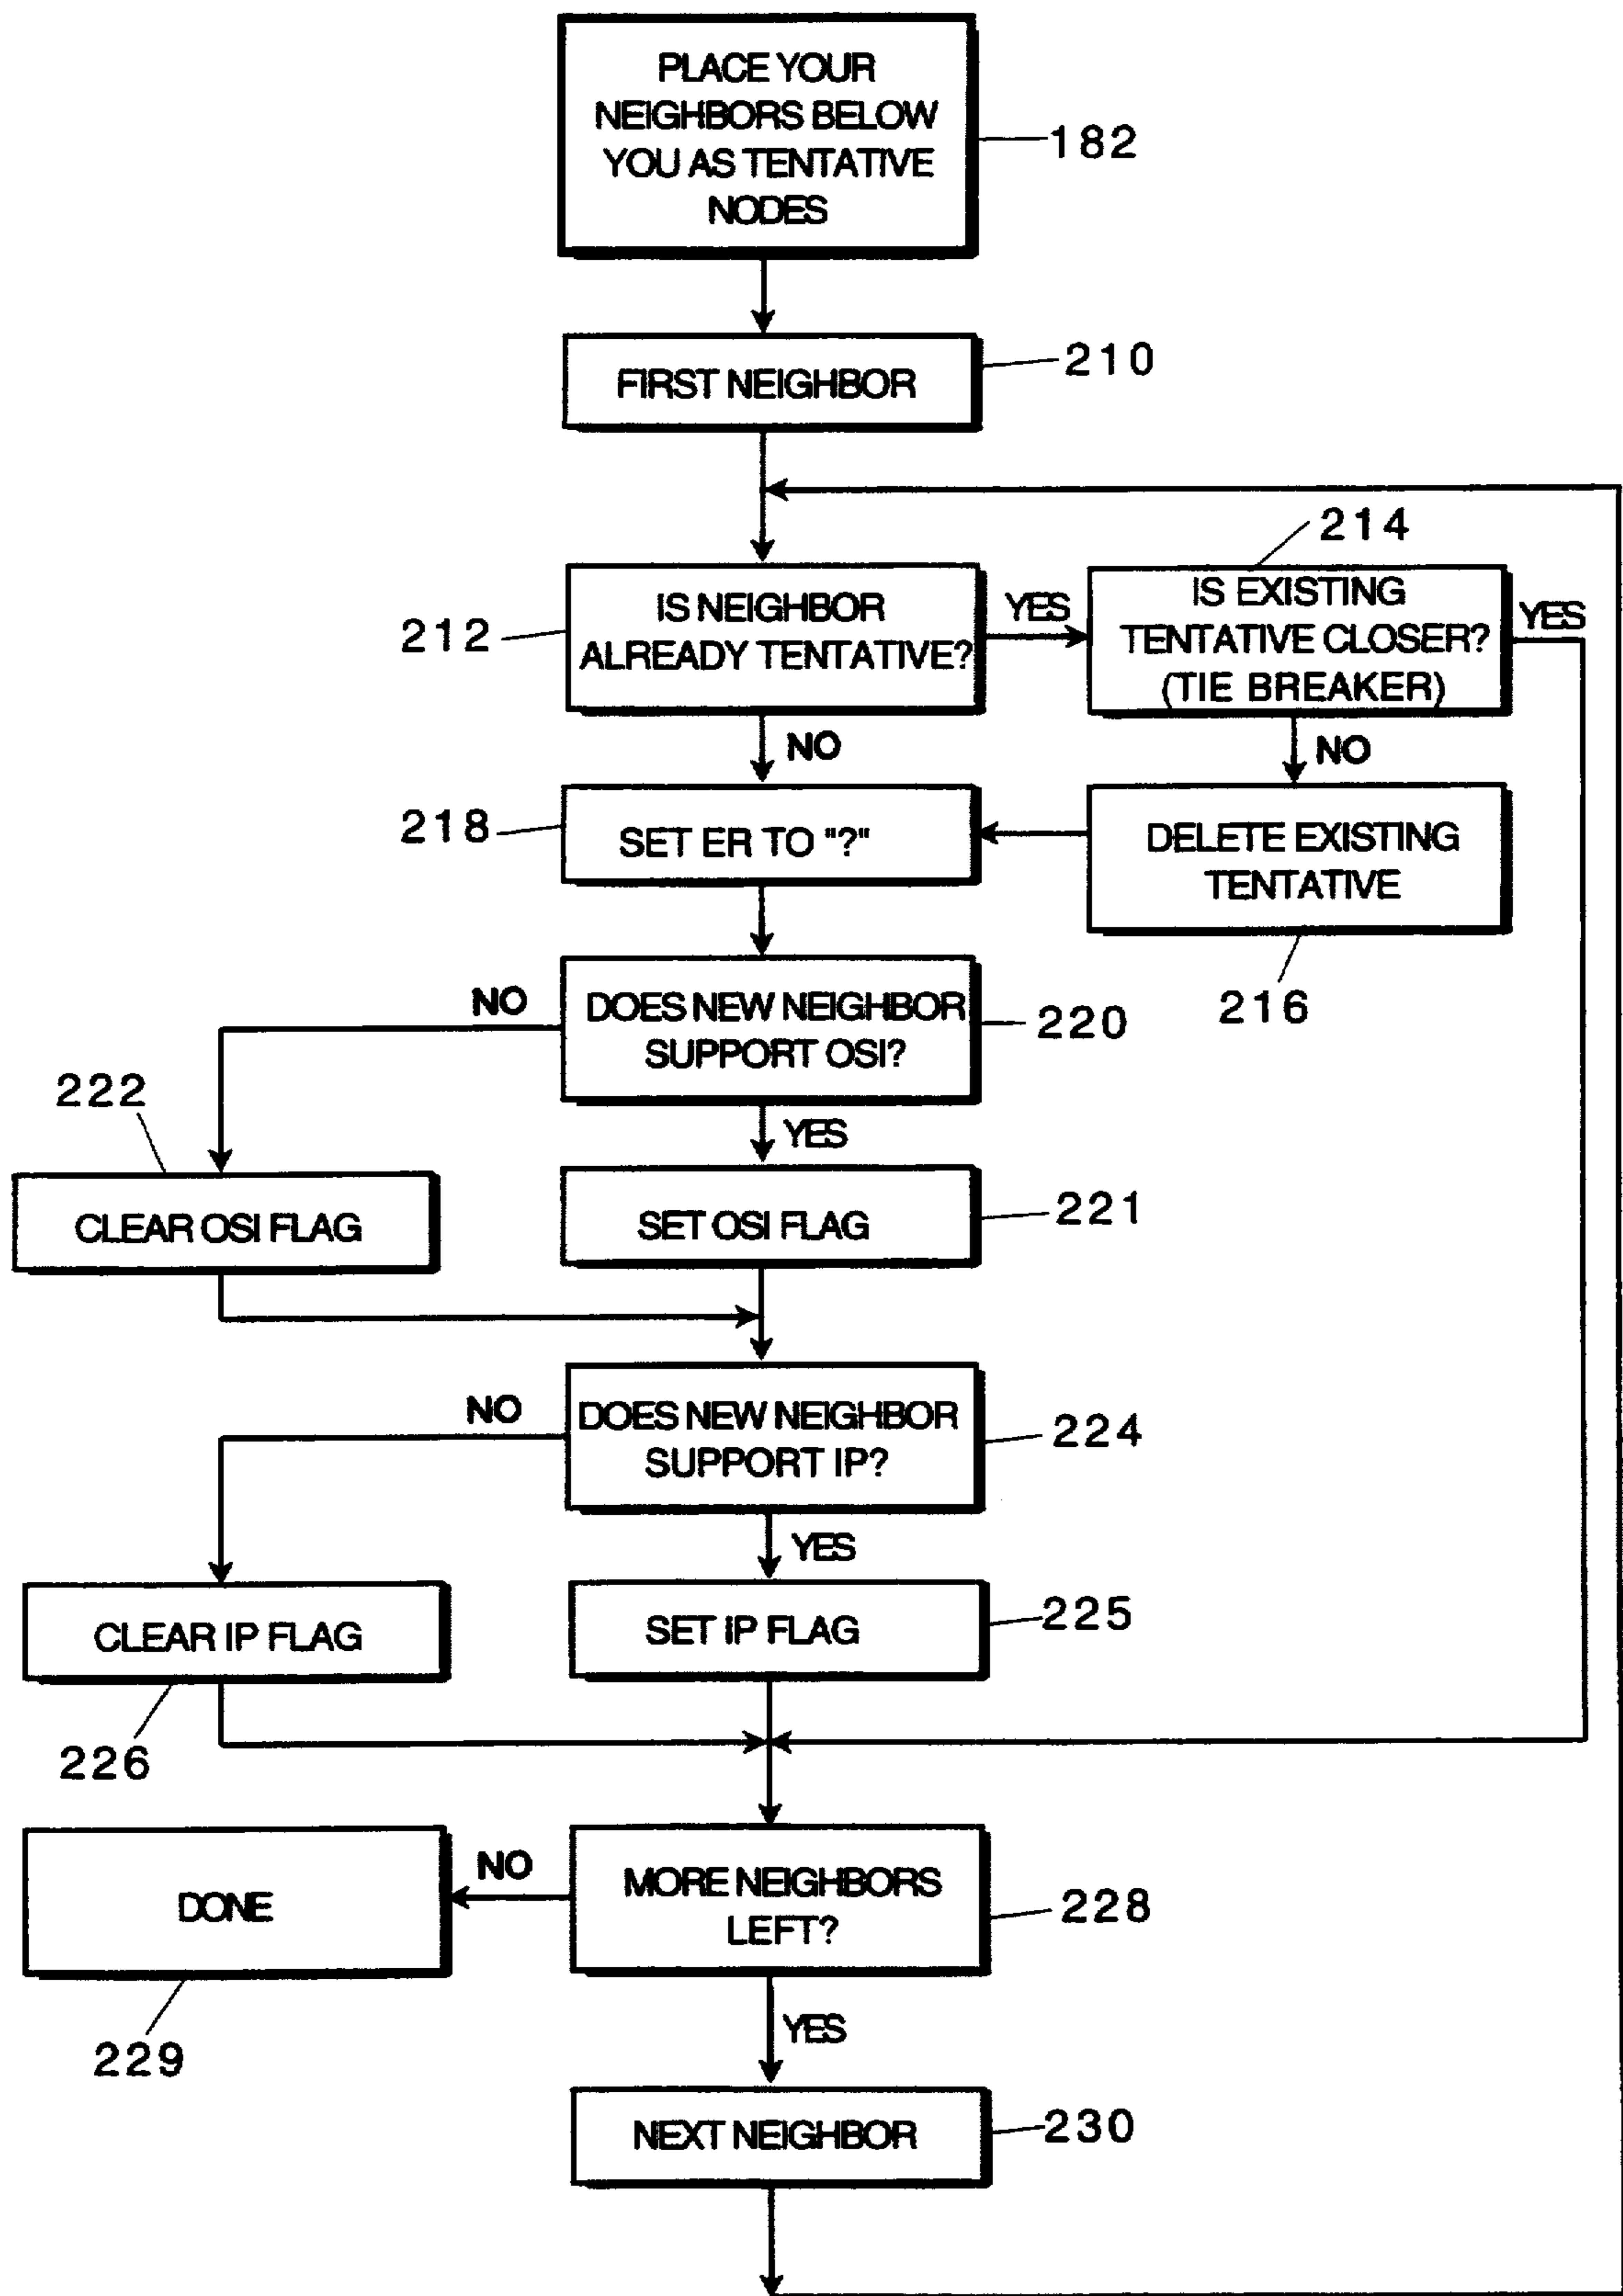 PLACE YOUR
NEIGHBORS BELOW
YOU AS TENTATIVE
NODES
182
FIRST NEIGHBOR
210
214
IS NEIGHBOR
ALREADY TENTATIVE?
212
YES
IS EXISTING
TENTATIVE CLOSER?
(TIE BREAKER)
YES
NO
NO
218
SET ER TO "?"
DELETE EXISTING
TENTATIVE
216
NO
DOES NEW NEIGHBOR
SUPPORT OSI?
220
222
YES
CLEAR OSI FLAG
SET OSI FLAG
221
NO
DOES NEW NEIGHBOR
SUPPORT IP?
224
YES
CLEAR IP FLAG
SET IP FLAG
225
226
DONE
NO
MORE NEIGHBORS
LEFT?
228
229
YES
NEXT NEIGHBOR
230